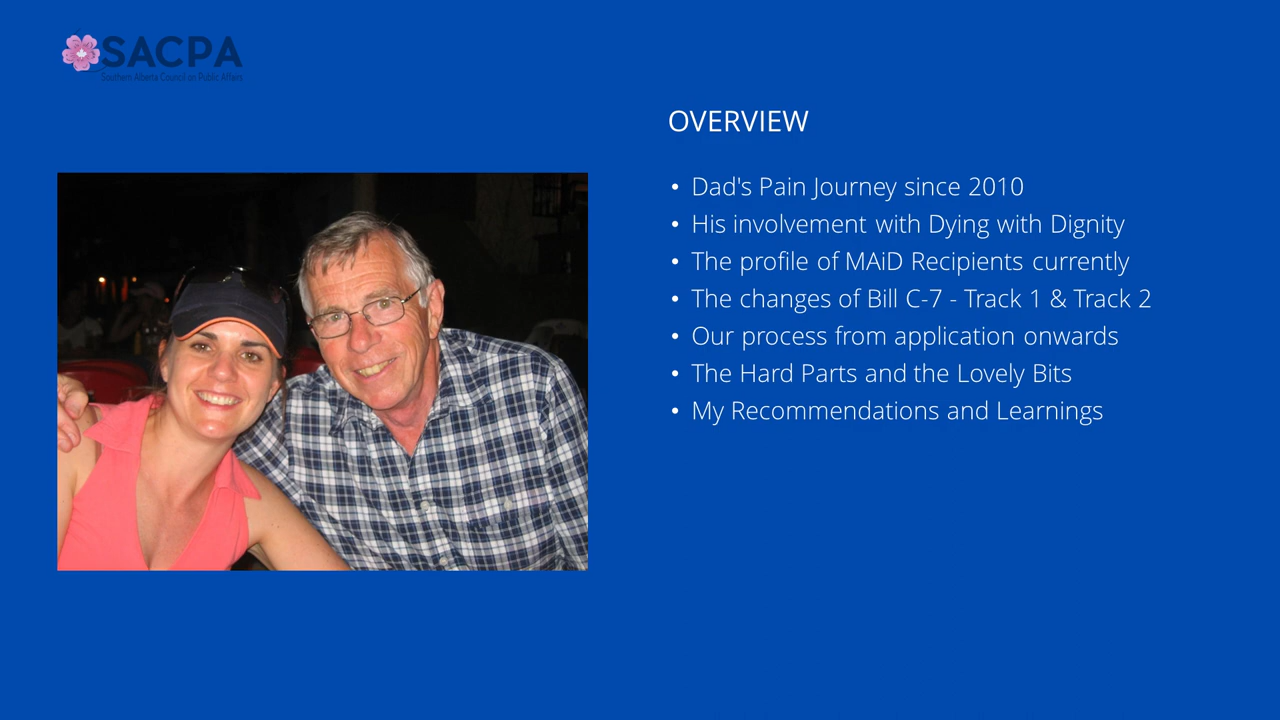 SACPA
Southern Alberta Council on Public Affairs
OVERVIEW
• Dad's Pain Journey since 2010
• His involvement with Dying with Dignity
• The profile of MAiD Recipients currently
• The changes of Bill C-7 - Track 1 & Track 2
• Our process from application onwards
• The Hard Parts and the Lovely Bits
• My Recommendations and Learnings